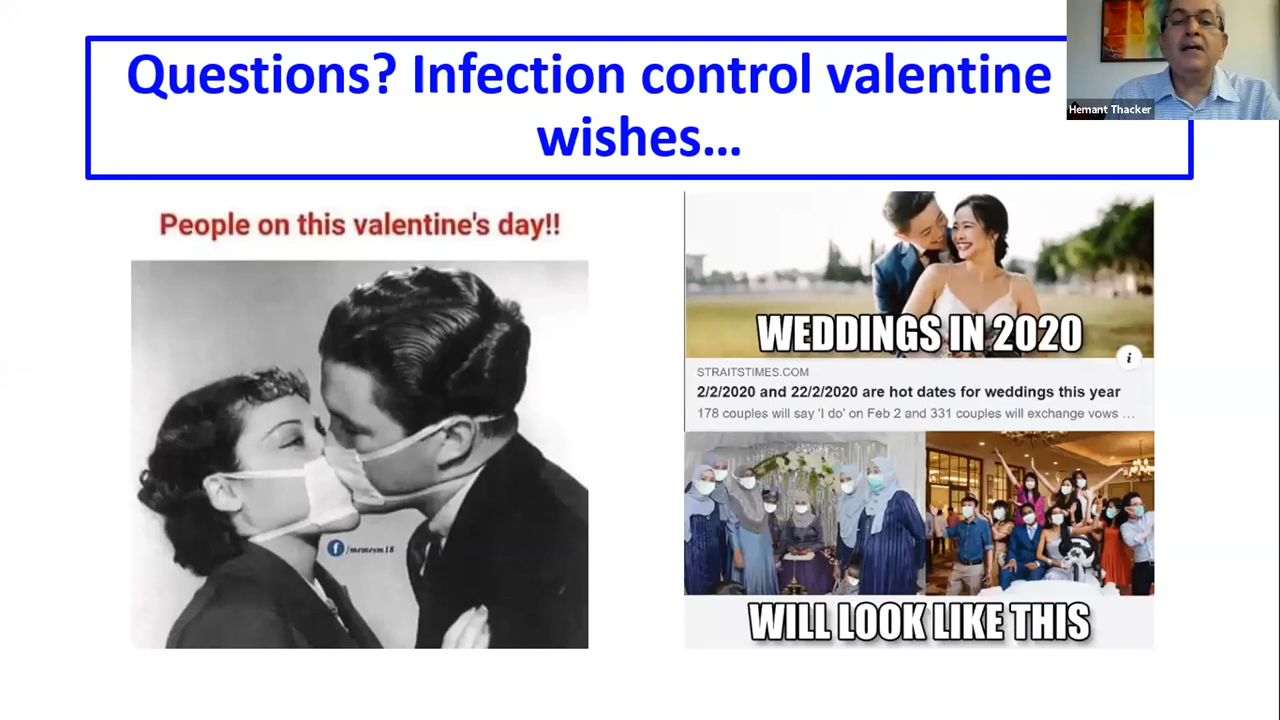 Questions? Infection control valentine
wishes...
Hemant Thacker
People on this valentine's day!!
f/memesm18
WEDDINGS IN 2020
i
STRAITSTIMES.COM
2/2/2020 and 22/2/2020 are hot dates for weddings this year
178 couples will say 'I do' on Feb 2 and 331 couples will exchange vows ...
WILL LOOK LIKE THIS